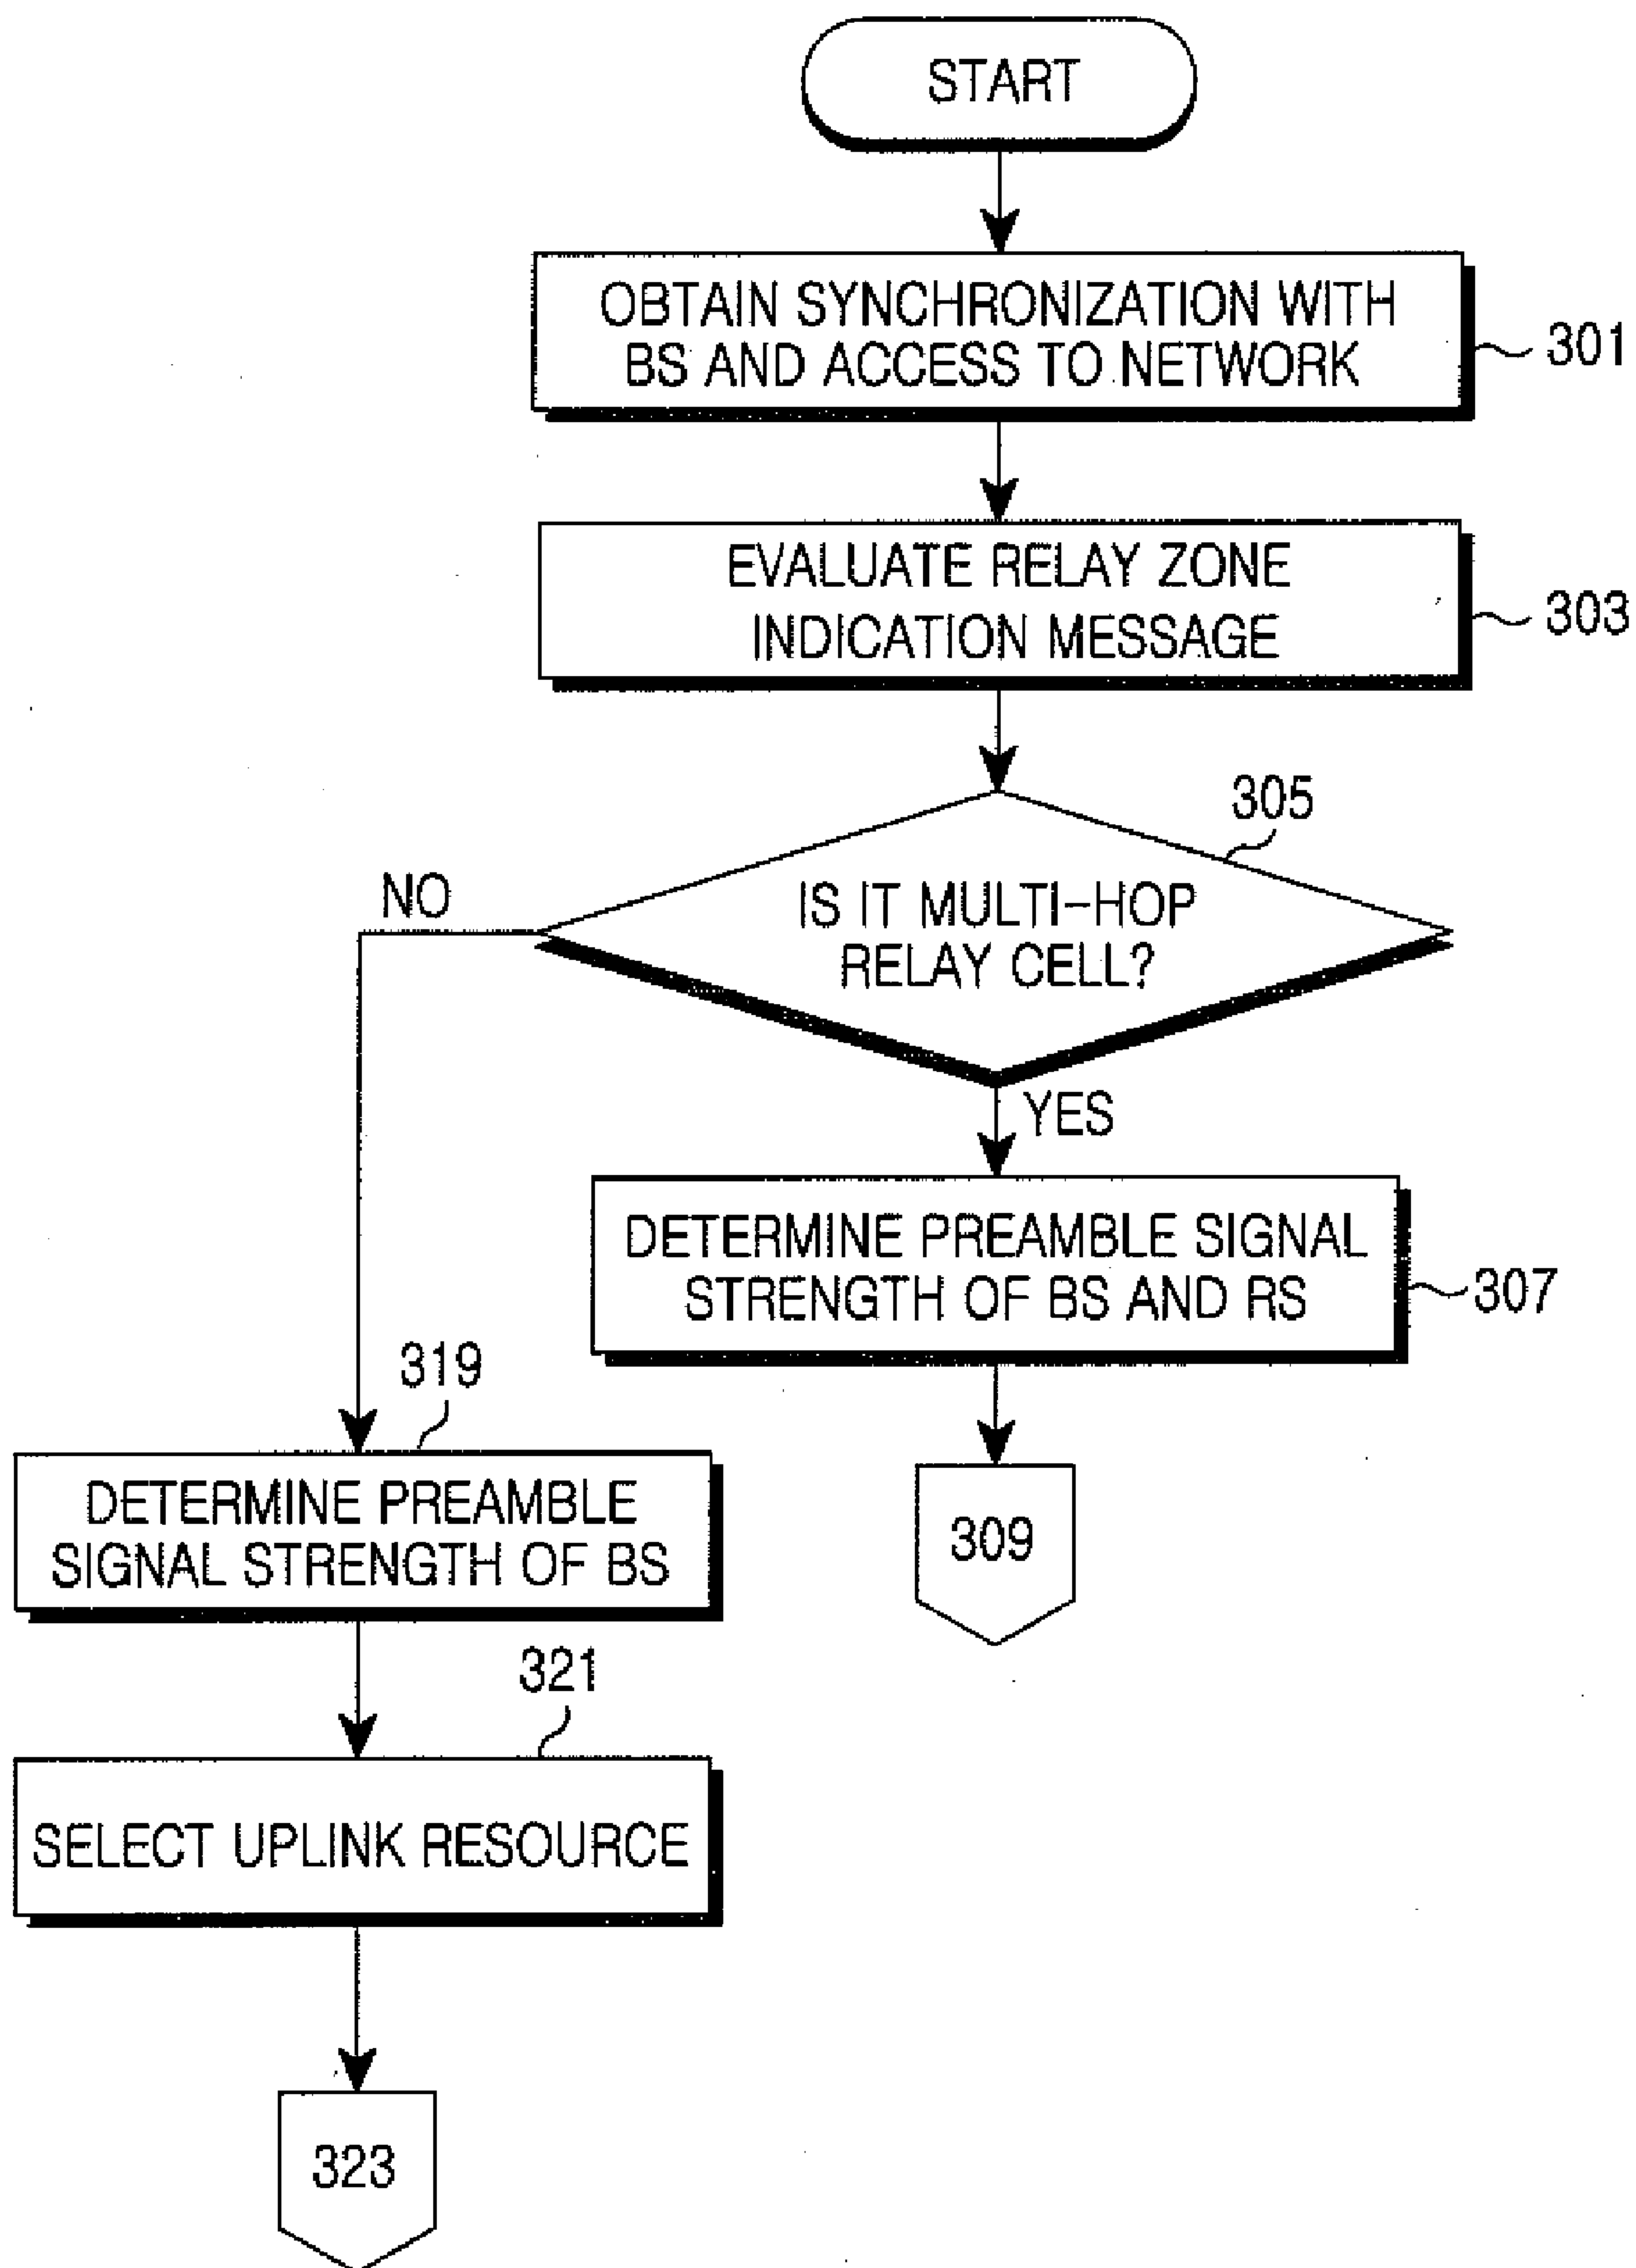 START
OBTAIN SYNCHRONIZATION WITH
BS AND ACCESS TO NETWORK
301
EVALUATE RELAY ZONE
INDICATION MESSAGE
303
305
IS IT MULTI-HOP
RELAY CELL?
NO
YES
DETERMINE PREAMBLE SIGNAL
STRENGTH OF BS AND RS
307
309
319
DETERMINE PREAMBLE
SIGNAL STRENGTH OF BS
321
SELECT UPLINK RESOURCE
323